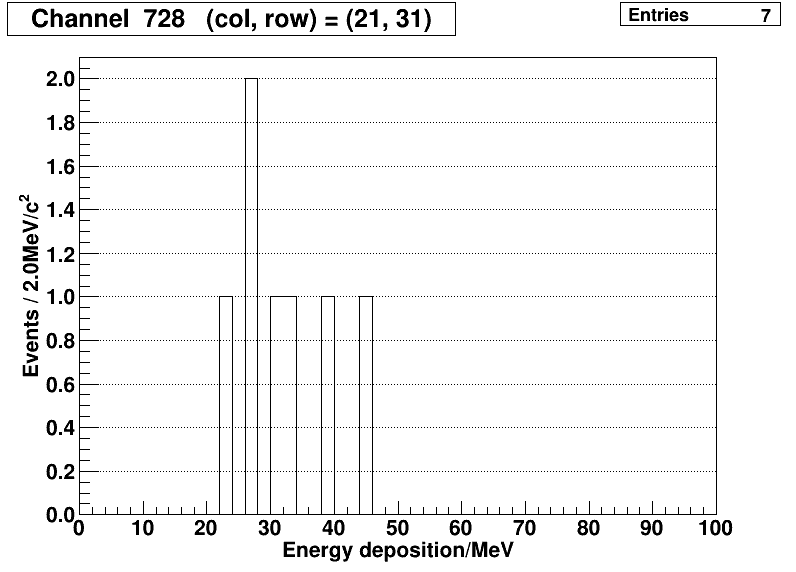 Channel 728 (col, row) = (21, 31)
Entries 7
2.0
1.8
1.6
1.4
1.2
1.0
0.8
0.6
0.4
0.2
0.0
Events / 2.0MeV/c²
0 10 20 30 40 50 60 70 80 90 100
Energy deposition/MeV